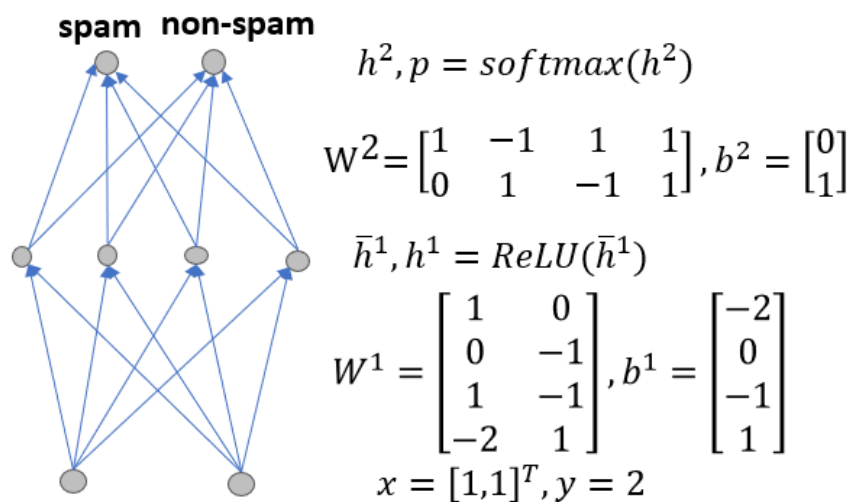 spam non-spam
h², p = softmax(h²)
W² = [1 -1 1 1; 0 1 -1 1], b² = [0; 1]
h̄¹, h¹ = ReLU(h̄¹)
W¹ = [1 0; 0 -1; 1 -1; -2 1], b¹ = [-2; 0; -1; 1]
x = [1,1]ᵀ, y = 2